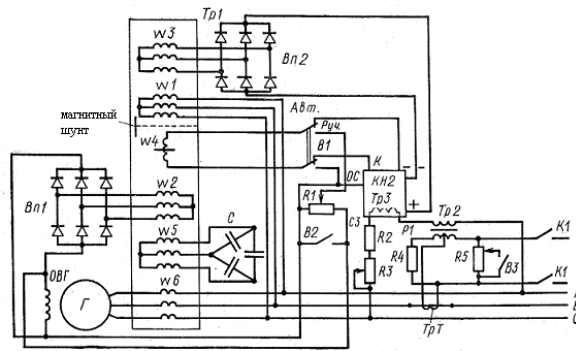 Тр1
w3
Вп2
w1
Авт.
магнитный
шунт
Руч.
w4
В1
К
ОС
КН2
- -
+
Тр3
w2
Вп1
R1
С3
Тр2
w5
C
В2
R2
P1
К1
R4
R5
В3
ОВГ
w6
R3
К1
Г
ТрТ